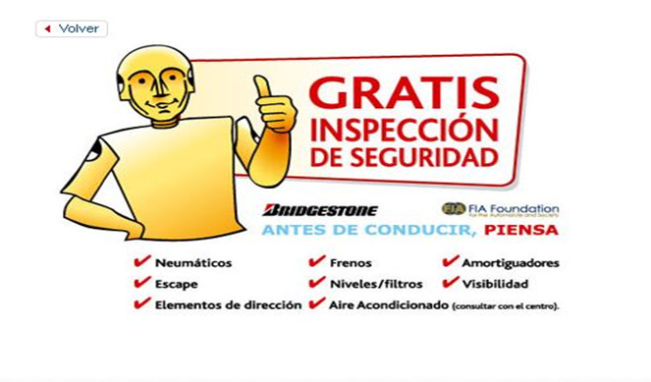 Volver
GRATIS
INSPECCIÓN
DE SEGURIDAD
BRIDGESTONE
FIA FIA Foundation
for the Automobile and Society
ANTES DE CONDUCIR, PIENSA
Neumáticos Frenos Amortiguadores
Escape Niveles/filtros Visibilidad
Elementos de dirección Aire Acondicionado (consultar con el centro).